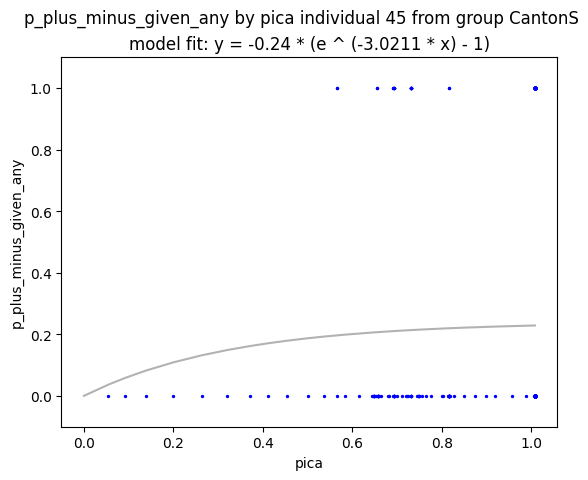 p_plus_minus_given_any by pica individual 45 from group CantonS
model fit: y = -0.24 * (e ^ (-3.0211 * x) - 1)
1.0
0.8
0.6
0.4
0.2
0.0
p_plus_minus_given_any
0.0 0.2 0.4 0.6 0.8 1.0
pica